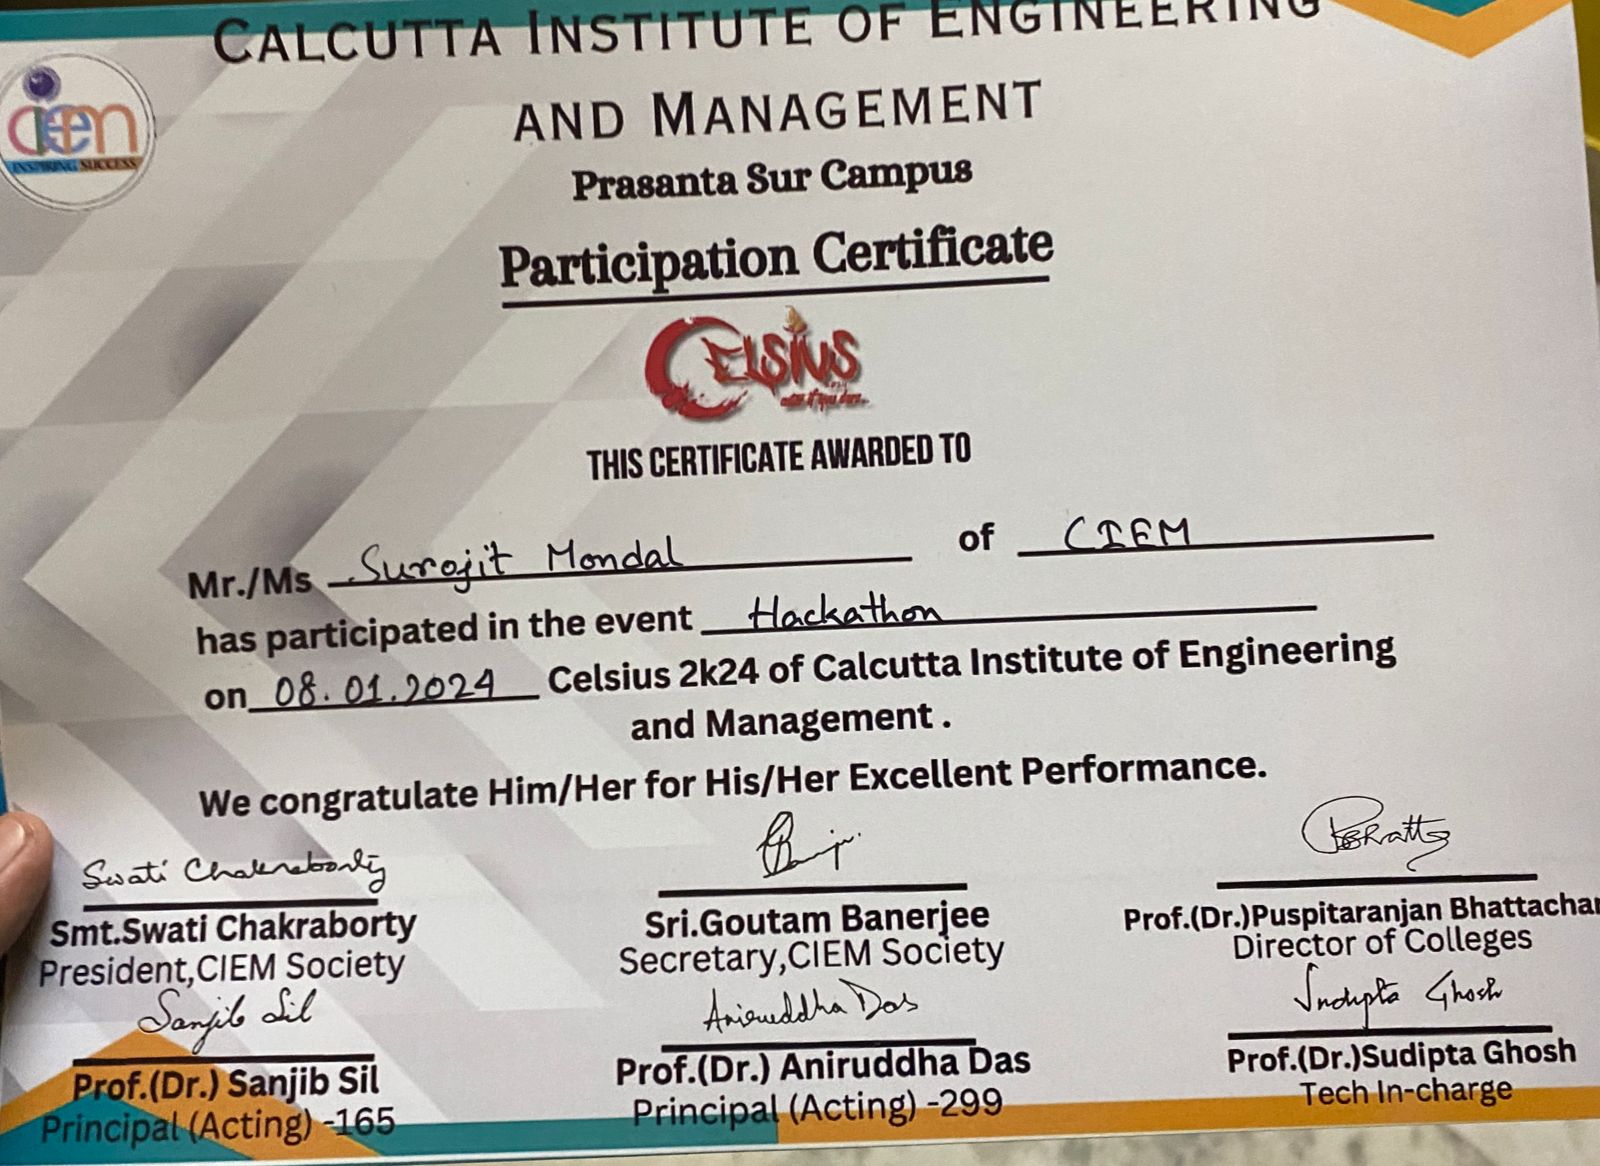 CALCUTTA INSTITUTE OF ENGINEERING
AND MANAGEMENT
ciem
INSPIRING SUCCESS
Prasanta Sur Campus
Participation Certificate
CELSIUS
THIS CERTIFICATE AWARDED TO
Mr./Ms Surojit Mondal of CIEM
has participated in the event Hackathon
on 08.01.2024 Celsius 2k24 of Calcutta Institute of Engineering
and Management .
We congratulate Him/Her for His/Her Excellent Performance.
Swati Chakraborty
Smt.Swati Chakraborty Sri.Goutam Banerjee Prof.(Dr.)Puspitaranjan Bhattachar
President,CIEM Society Secretary,CIEM Society Director of Colleges
Sanjib Sil Aniruddha Das Sudipta Ghosh
Prof.(Dr.) Sanjib Sil Prof.(Dr.) Aniruddha Das Prof.(Dr.)Sudipta Ghosh
Principal (Acting) -165 Principal (Acting) -299 Tech In-charge